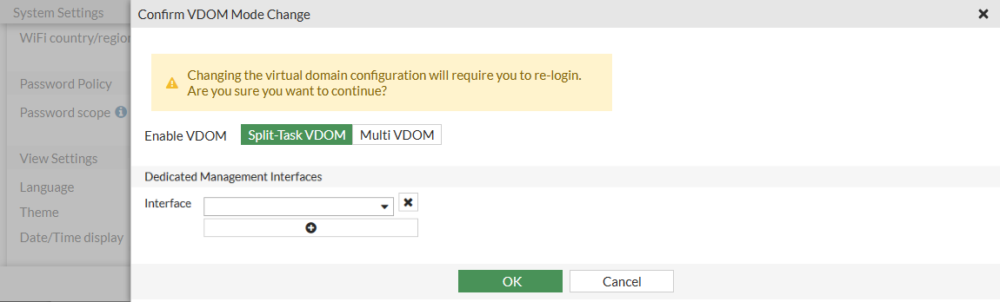 System Settings
Confirm VDOM Mode Change
WiFi country/region
Changing the virtual domain configuration will require you to re-login.
Are you sure you want to continue?
Password Policy
Password scope
Enable VDOM Split-Task VDOM Multi VDOM
View Settings
Dedicated Management Interfaces
Language
Interface
Theme
Date/Time display
OK Cancel